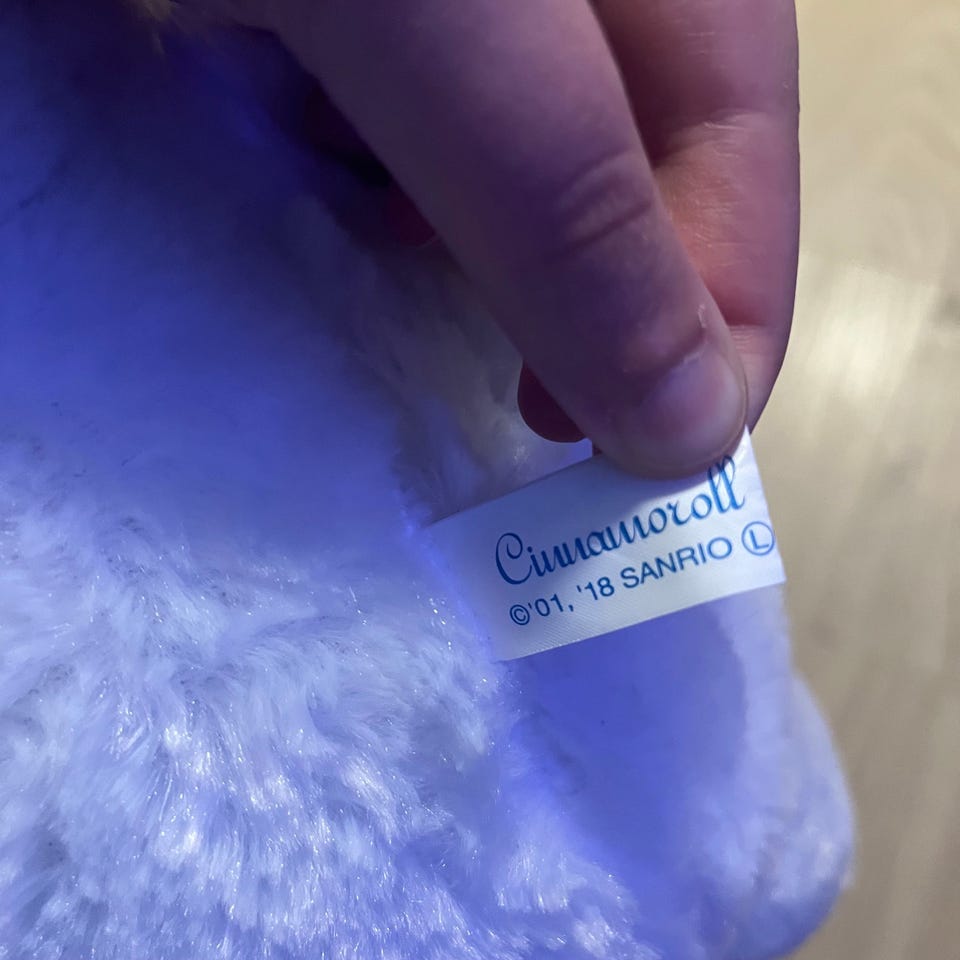 Cinnamoroll
©'01, '18 SANRIO Ⓛ